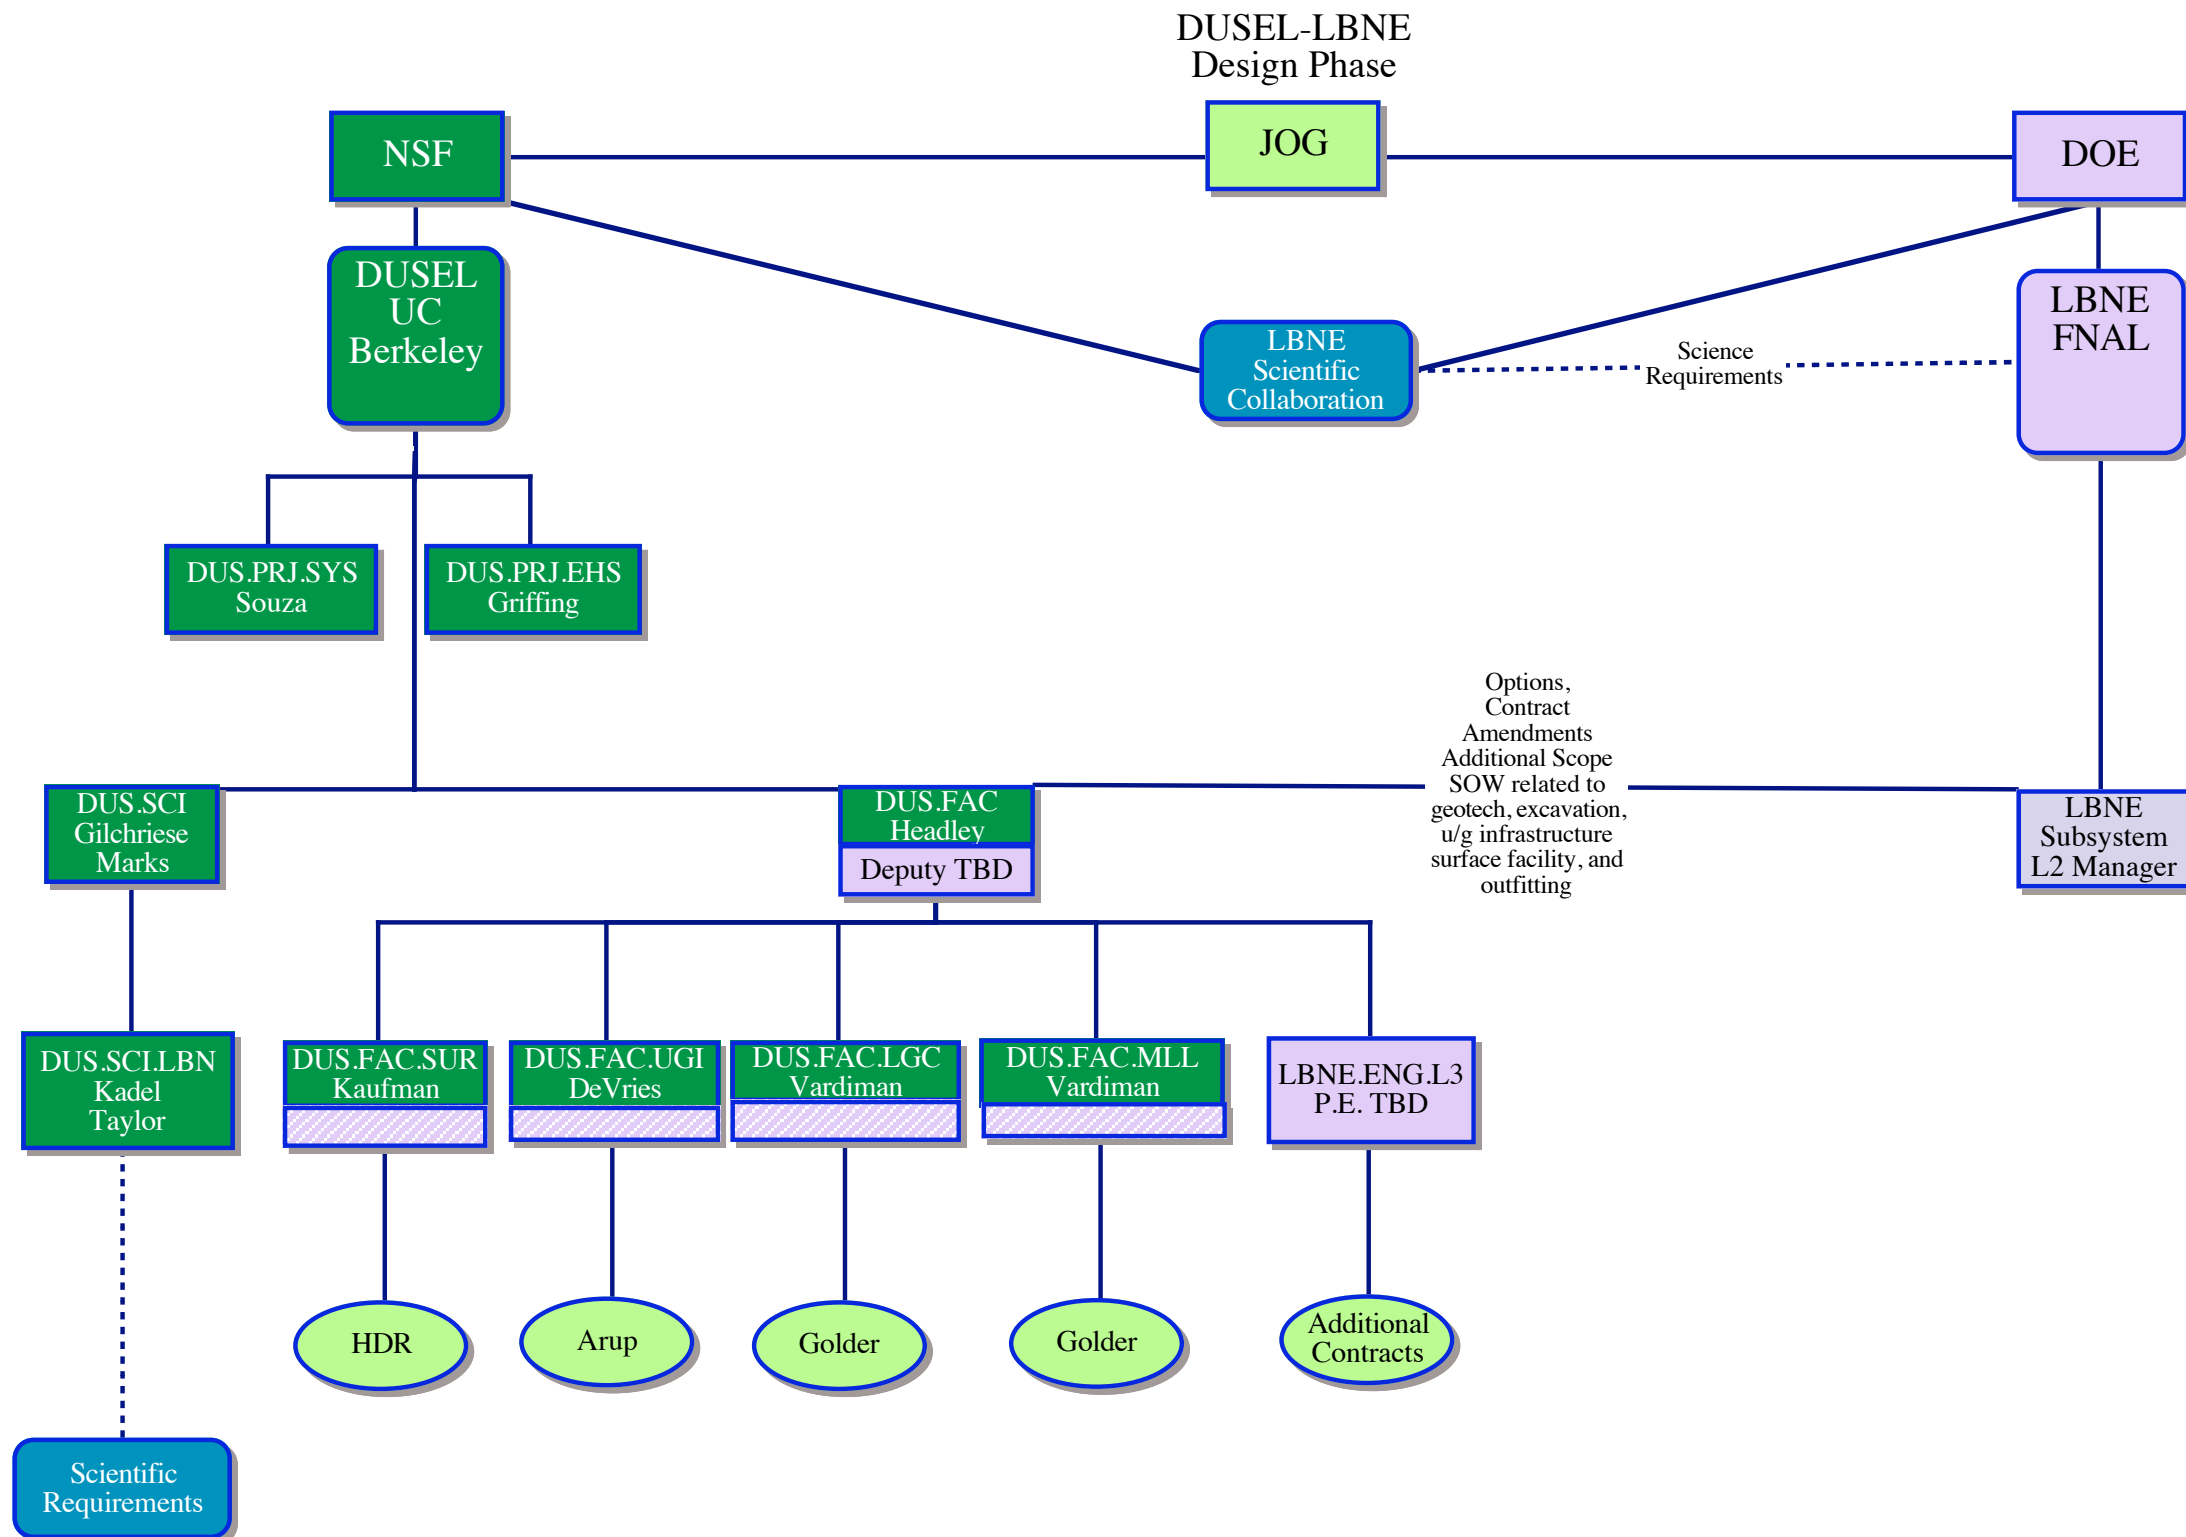 DUSEL-LBNE
Design Phase
NSF
JOG
DOE
DUSEL
UC
Berkeley
LBNE
Scientific
Collaboration
Science
Requirements
LBNE
FNAL
DUS.PRJ.SYS
Souza
DUS.PRJ.EHS
Griffing
Options,
Contract
Amendments
Additional Scope
SOW related to
geotech, excavation,
u/g infrastructure
surface facility, and
outfitting
DUS.SCI
Gilchriese
Marks
DUS.FAC
Headley
Deputy TBD
LBNE
Subsystem
L2 Manager
DUS.SCI.LBN
Kadel
Taylor
DUS.FAC.SUR
Kaufman
DUS.FAC.UGI
DeVries
DUS.FAC.LGC
Vardiman
DUS.FAC.MLL
Vardiman
LBNE.ENG.L3
P.E. TBD
HDR
Arup
Golder
Golder
Additional
Contracts
Scientific
Requirements